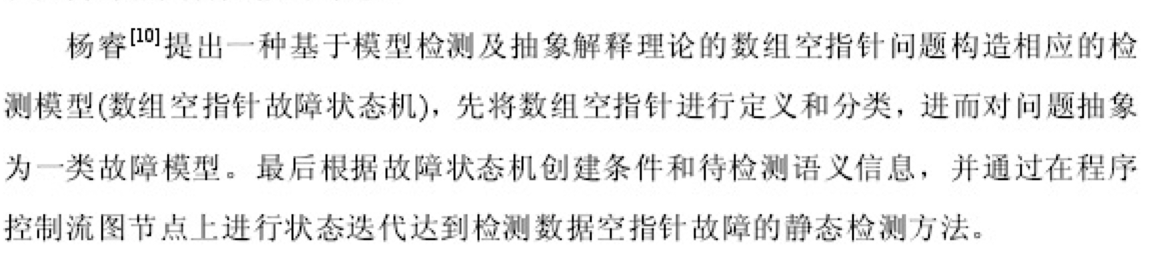 杨睿[10]提出一种基于模型检测及抽象解释理论的数组空指针问题构造相应的检
测模型(数组空指针故障状态机)，先将数组空指针进行定义和分类，进而对问题抽象
为一类故障模型。最后根据故障状态机创建条件和待检测语义信息，并通过在程序
控制流图节点上进行状态迭代达到检测数据空指针故障的静态检测方法。